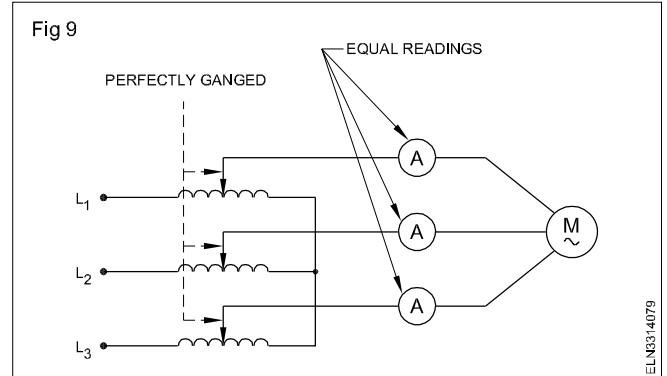 Fig 9
EQUAL READINGS
PERFECTLY GANGED
A
L1
A
M
~
L2
A
L3
ELN3314079